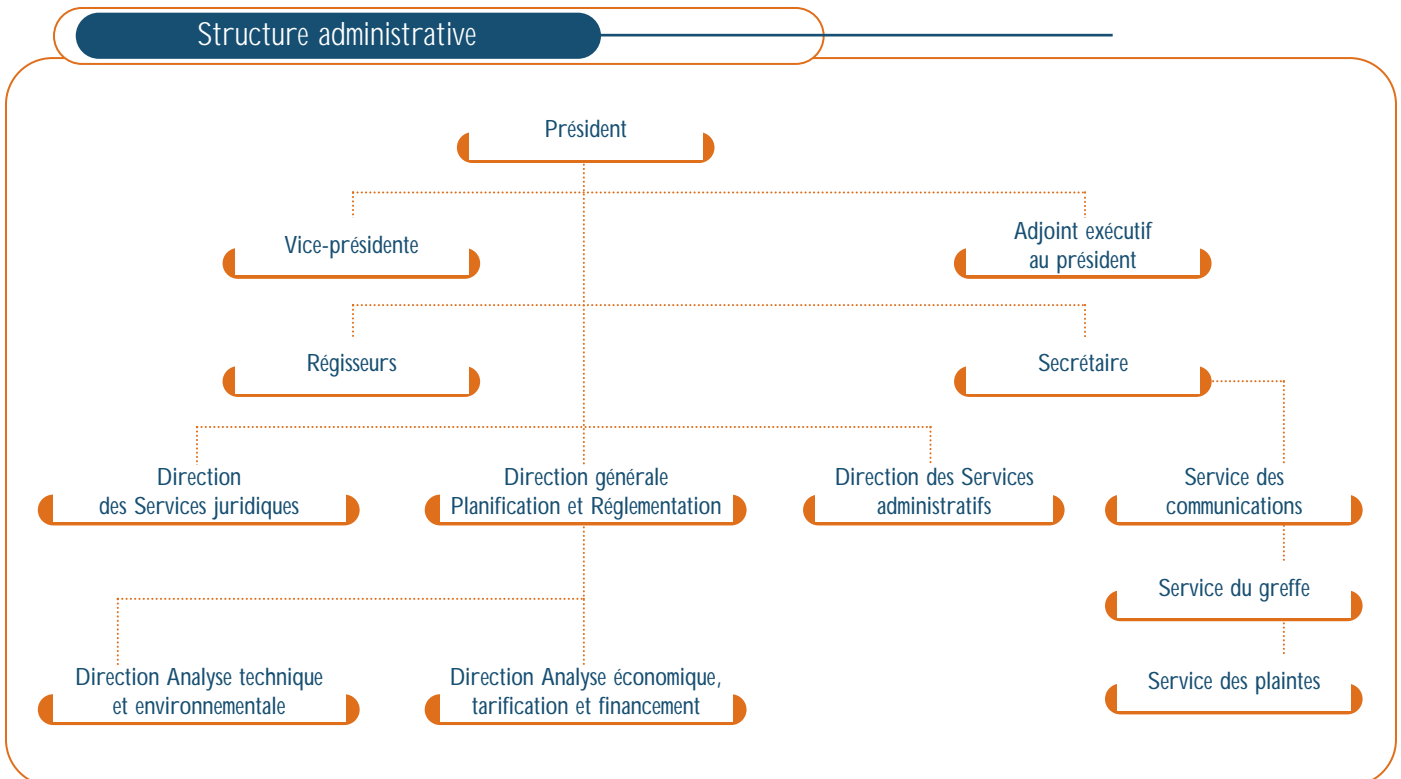 Structure administrative
Président
Vice-présidente
Adjoint exécutif
au président
Régisseurs
Secrétaire
Direction
des Services juridiques
Direction générale
Planification et Réglementation
Direction des Services
administratifs
Service des
communications
Service du greffe
Direction Analyse technique
et environnementale
Direction Analyse économique,
tarification et financement
Service des plaintes